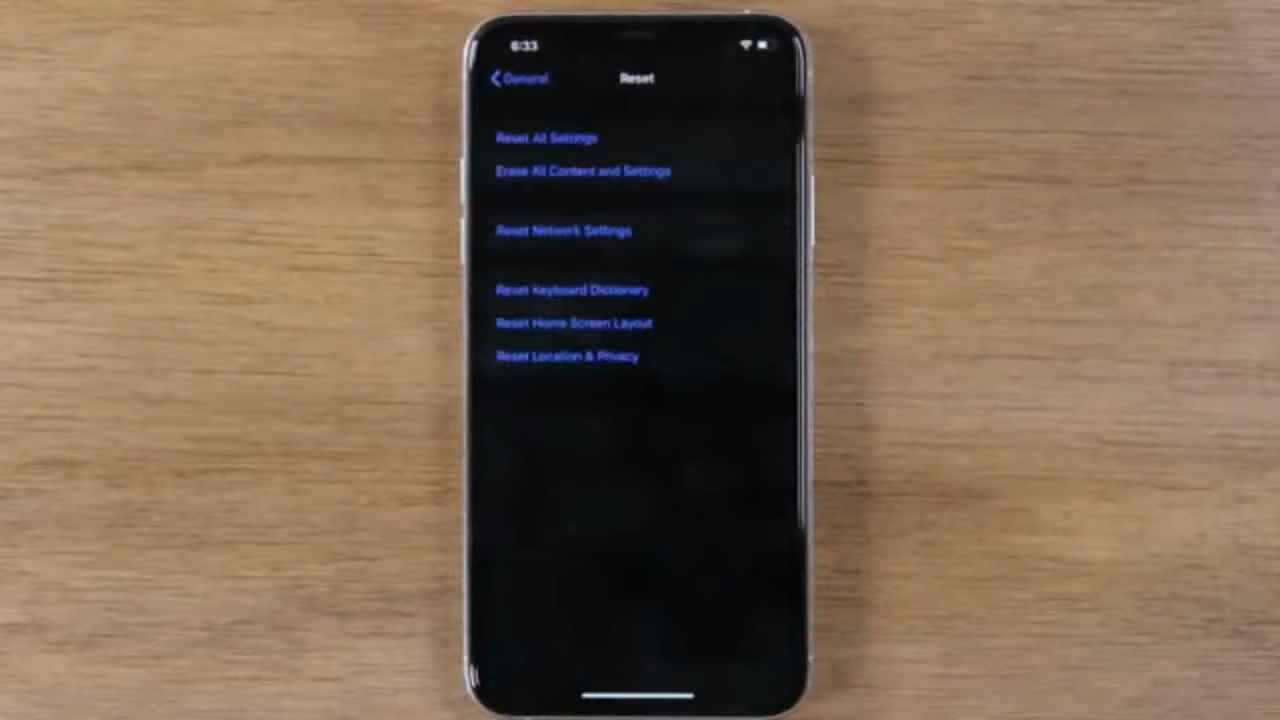 6:33
General
Reset
Reset All Settings
Erase All Content and Settings
Reset Network Settings
Reset Keyboard Dictionary
Reset Home Screen Layout
Reset Location & Privacy